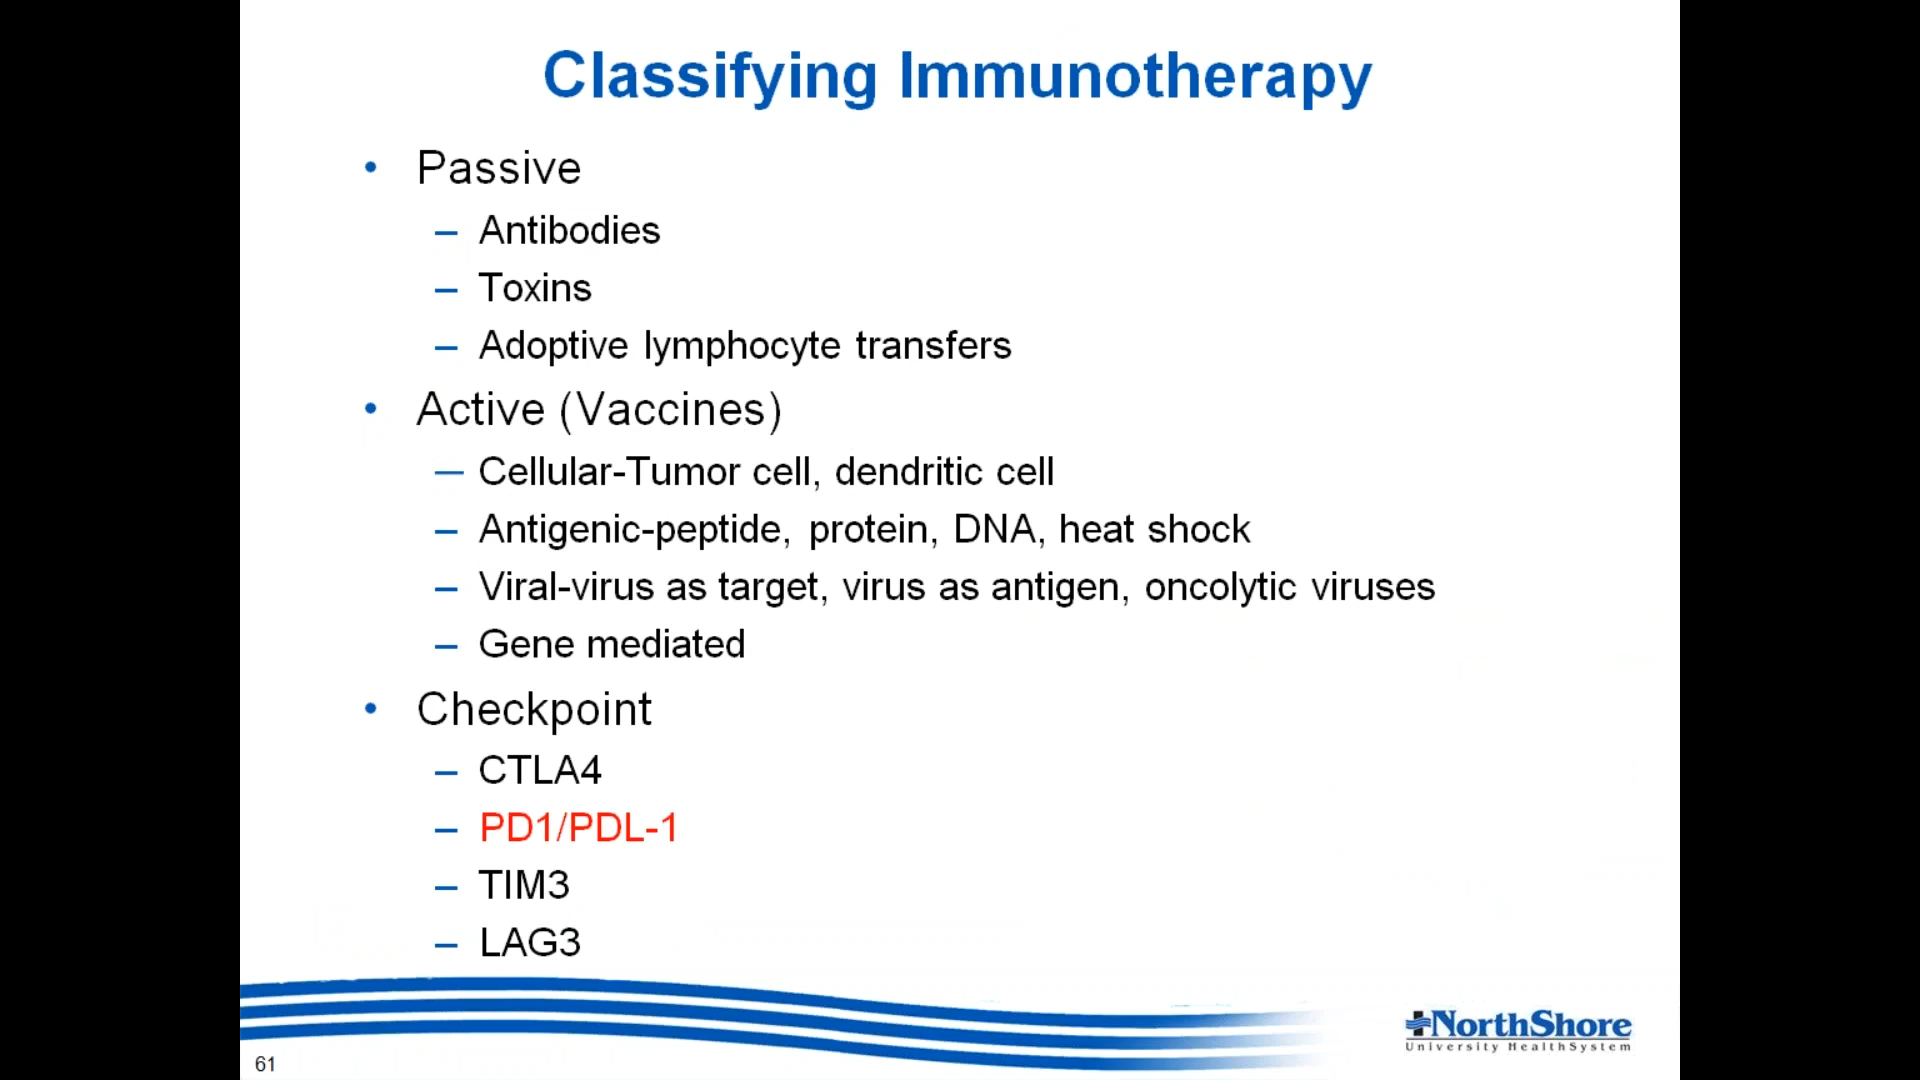 Classifying Immunotherapy
• Passive
– Antibodies
– Toxins
– Adoptive lymphocyte transfers
• Active (Vaccines)
– Cellular-Tumor cell, dendritic cell
– Antigenic-peptide, protein, DNA, heat shock
– Viral-virus as target, virus as antigen, oncolytic viruses
– Gene mediated
• Checkpoint
– CTLA4
– PD1/PDL-1
– TIM3
– LAG3
NorthShore
University HealthSystem
61